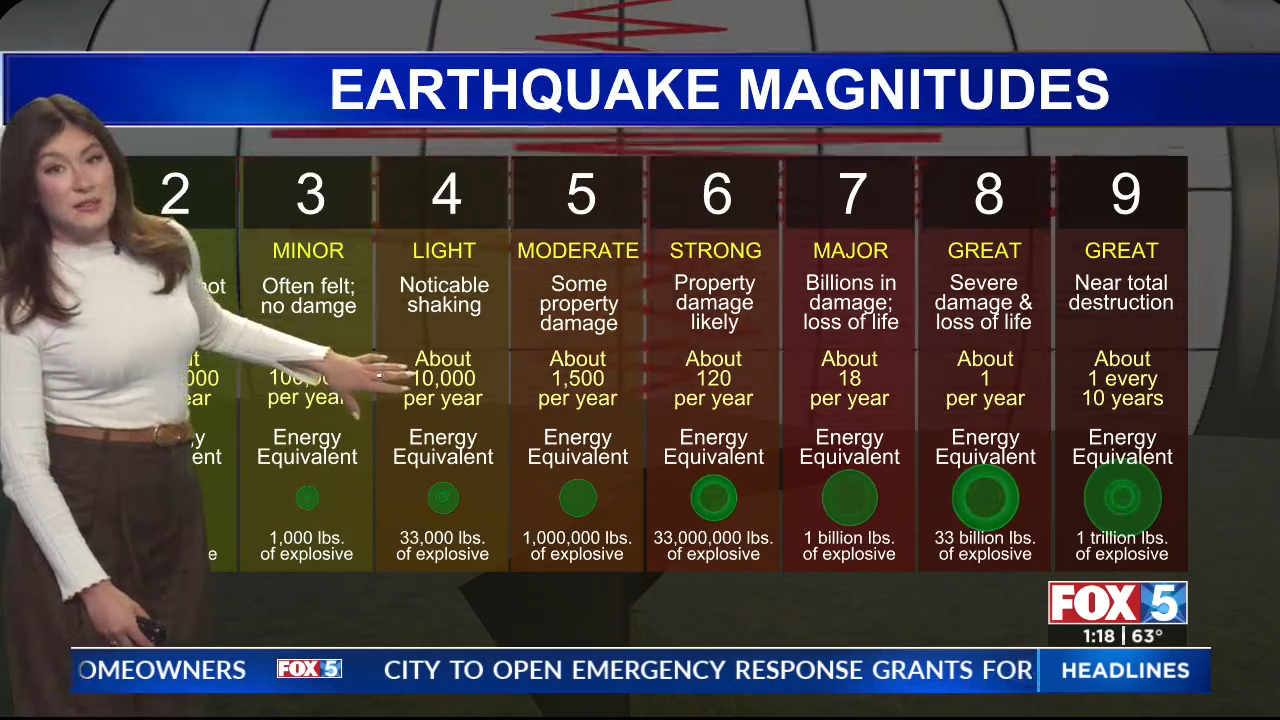 EARTHQUAKE MAGNITUDES
2
3
MINOR
Often felt;
no damge
per year
Energy
Equivalent
1,000 lbs.
of explosive
4
LIGHT
Noticable
shaking
About
10,000
per year
Energy
Equivalent
33,000 lbs.
of explosive
5
MODERATE
Some
property
damage
About
1,500
per year
Energy
Equivalent
1,000,000 lbs.
of explosive
6
STRONG
Property
damage
likely
About
120
per year
Energy
Equivalent
33,000,000 lbs.
of explosive
7
MAJOR
Billions in
damage;
loss of life
About
18
per year
Energy
Equivalent
1 billion lbs.
of explosive
8
GREAT
Severe
damage &
loss of life
About
1
per year
Energy
Equivalent
33 billion lbs.
of explosive
9
GREAT
Near total
destruction
About
1 every
10 years
Energy
Equivalent
1 trillion lbs.
of explosive
FOX 5
1:18 | 63°
OMEOWNERS FOX 5 CITY TO OPEN EMERGENCY RESPONSE GRANTS FOR HEADLINES